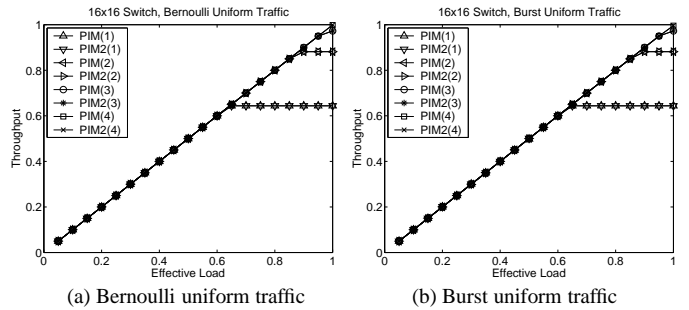 16x16 Switch, Bernoulli Uniform Traffic
1
0.8
0.6
0.4
0.2
0
Throughput
PIM(1)
PIM2(1)
PIM(2)
PIM2(2)
PIM(3)
PIM2(3)
PIM(4)
PIM2(4)
0 0.2 0.4 0.6 0.8 1
Effective Load
(a) Bernoulli uniform traffic
16x16 Switch, Burst Uniform Traffic
1
0.8
0.6
0.4
0.2
0
Throughput
PIM(1)
PIM2(1)
PIM(2)
PIM2(2)
PIM(3)
PIM2(3)
PIM(4)
PIM2(4)
0 0.2 0.4 0.6 0.8 1
Effective Load
(b) Burst uniform traffic